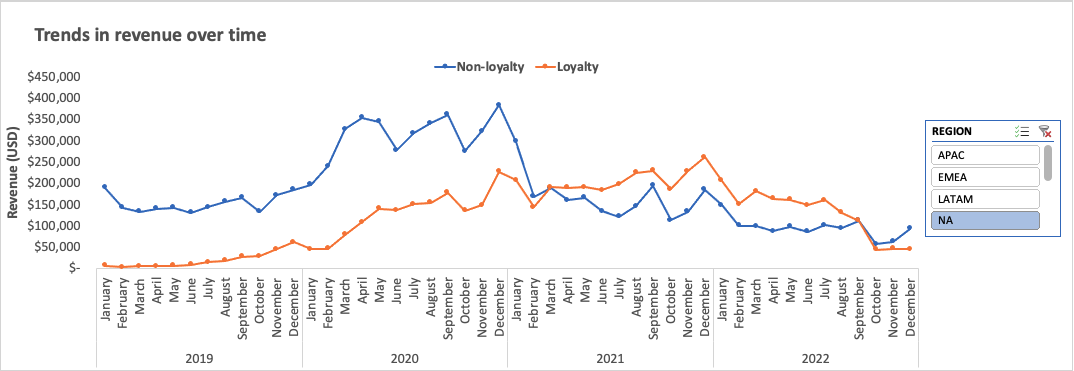 Trends in revenue over time
Non-loyalty Loyalty
Revenue (USD)
$450,000
$400,000
$350,000
$300,000
$250,000
$200,000
$150,000
$100,000
$50,000
$-
January February March April May June July August September October November December January February March April May June July August September October November December January February March April May June July August September October November December January February March April May June July August September October November December
2019 2020 2021 2022
REGION
APAC
EMEA
LATAM
NA